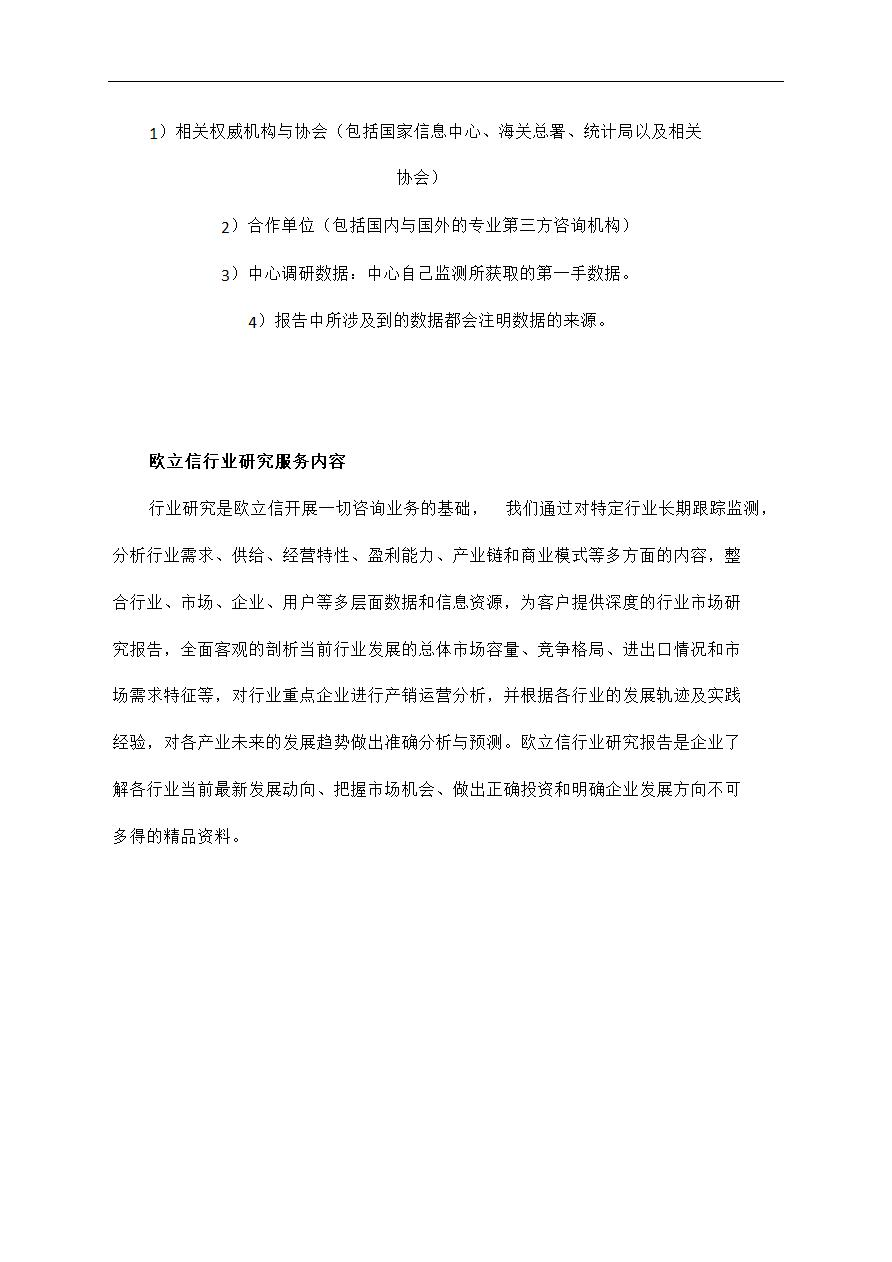 1）相关权威机构与协会（包括国家信息中心、海关总署、统计局以及相关
协会）
2）合作单位（包括国内与国外的专业第三方咨询机构）
3）中心调研数据：中心自己监测所获取的第一手数据。
4）报告中所涉及到的数据都会注明数据的来源。
欧立信行业研究服务内容
行业研究是欧立信开展一切咨询业务的基础， 我们通过对特定行业长期跟踪监测，
分析行业需求、供给、经营特性、盈利能力、产业链和商业模式等多方面的内容，整
合行业、市场、企业、用户等多层面数据和信息资源，为客户提供深度的行业市场研
究报告，全面客观的剖析当前行业发展的总体市场容量、竞争格局、进出口情况和市
场需求特征等，对行业重点企业进行产销运营分析，并根据各行业的发展轨迹及实践
经验，对各产业未来的发展趋势做出准确分析与预测。欧立信行业研究报告是企业了
解各行业当前最新发展动向、把握市场机会、做出正确投资和明确企业发展方向不可
多得的精品资料。